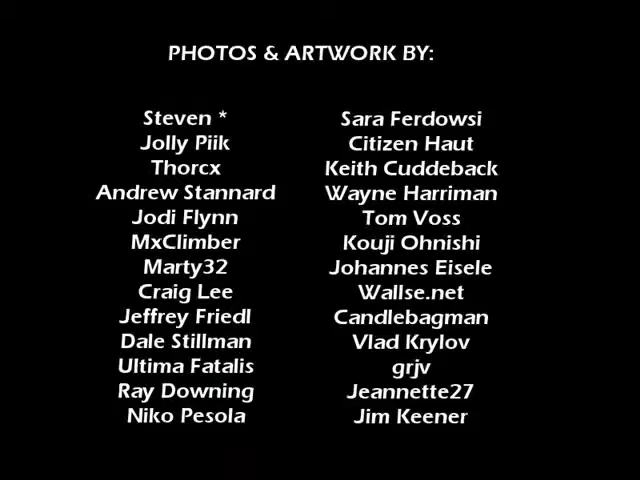 PHOTOS & ARTWORK BY:
Steven *
Jolly Piik
Thorcx
Andrew Stannard
Jodi Flynn
MxClimber
Marty32
Craig Lee
Jeffrey Friedl
Dale Stillman
Ultima Fatalis
Ray Downing
Niko Pesola
Sara Ferdowsi
Citizen Haut
Keith Cuddeback
Wayne Harriman
Tom Voss
Kouji Ohnishi
Johannes Eisele
Wallse.net
Candlebagman
Vlad Krylov
grjv
Jeannette27
Jim Keener